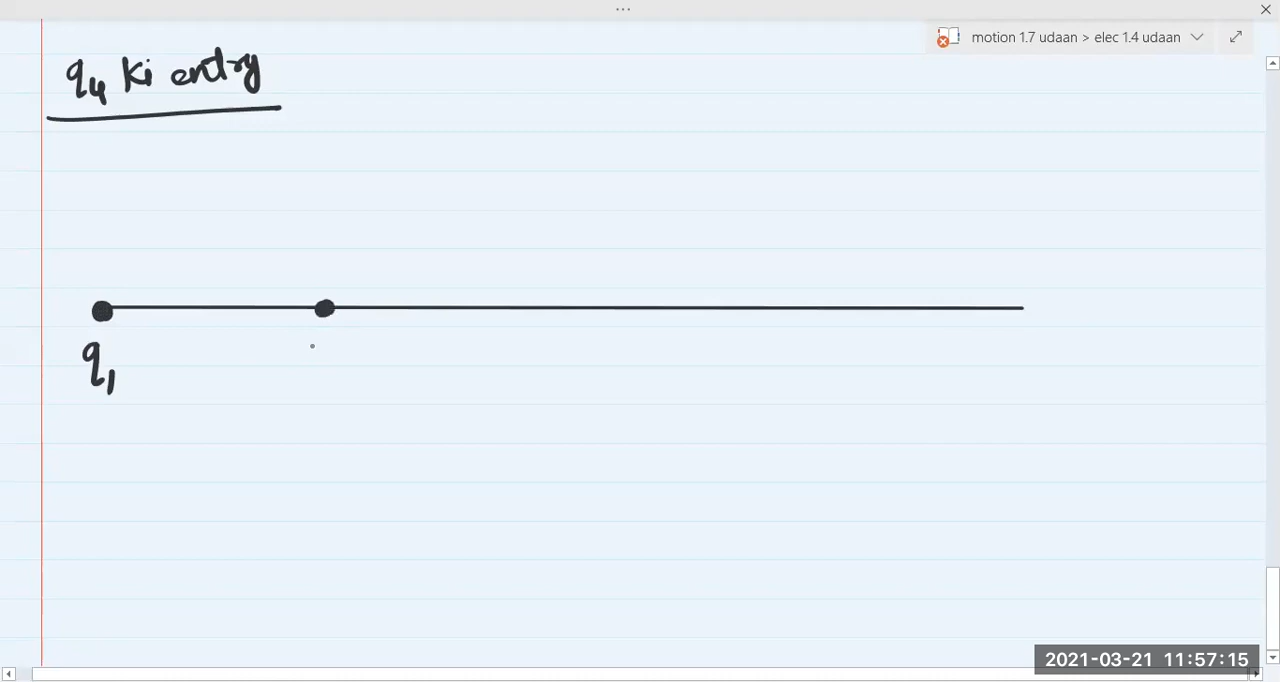 motion 1.7 udaan > elec 1.4 udaan
q4 ki entry
q1
2021-03-21 11:57:15